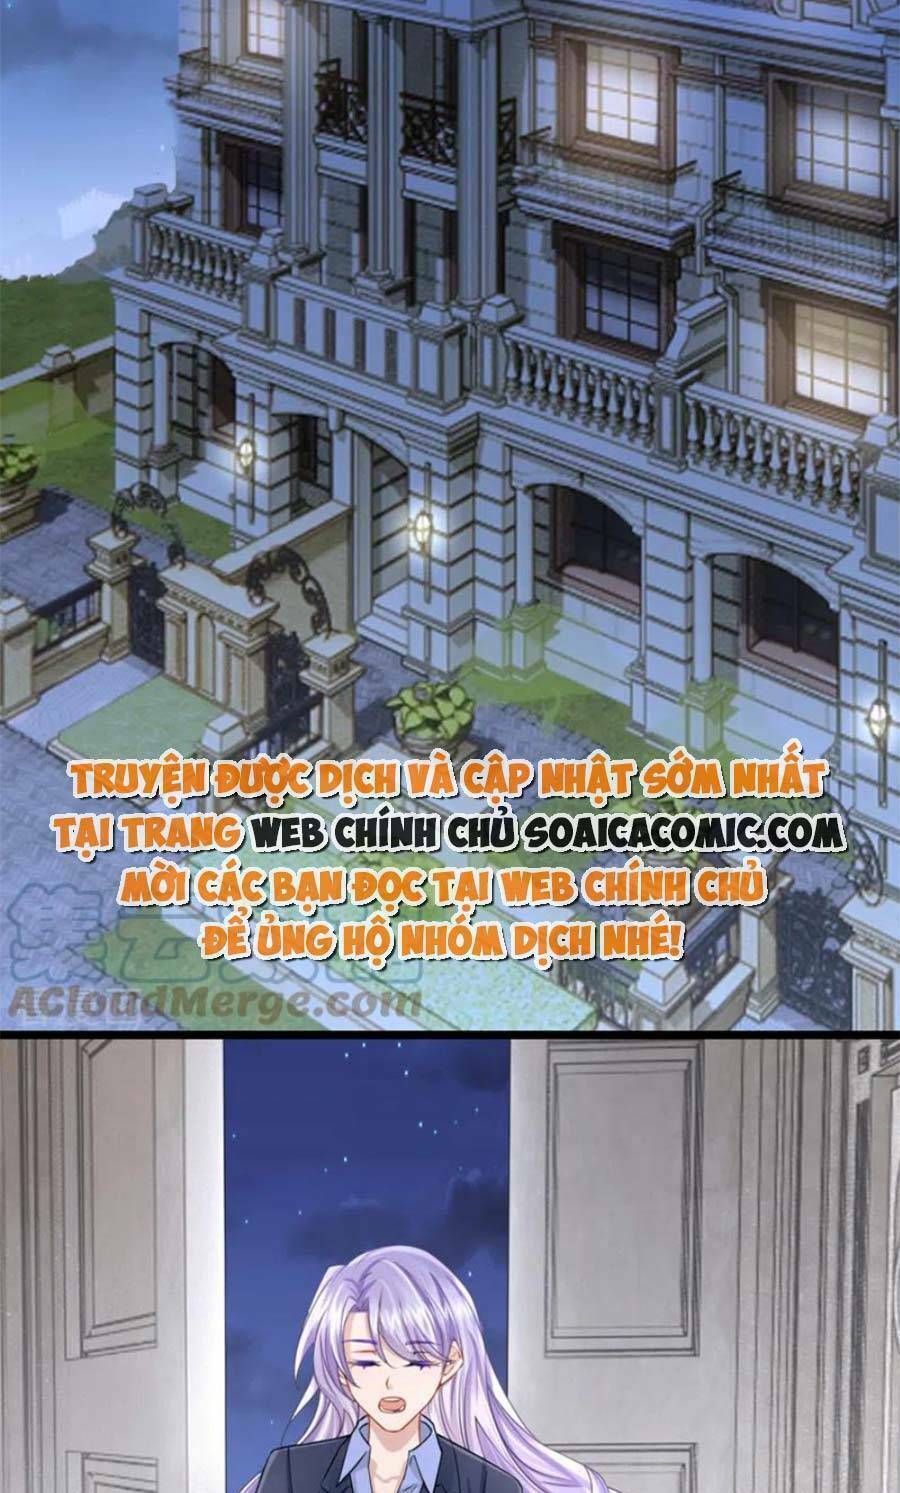 TRUYỆN ĐƯỢC DỊCH VÀ CẬP NHẬT SỚM NHẤT
TẠI TRANG WEB CHÍNH CHỦ SOAICACOMIC.COM
MỜI CÁC BẠN ĐỌC TẠI WEB CHÍNH CHỦ
ĐỂ ỦNG HỘ NHÓM DỊCH NHÉ!
ACloudMerge.com